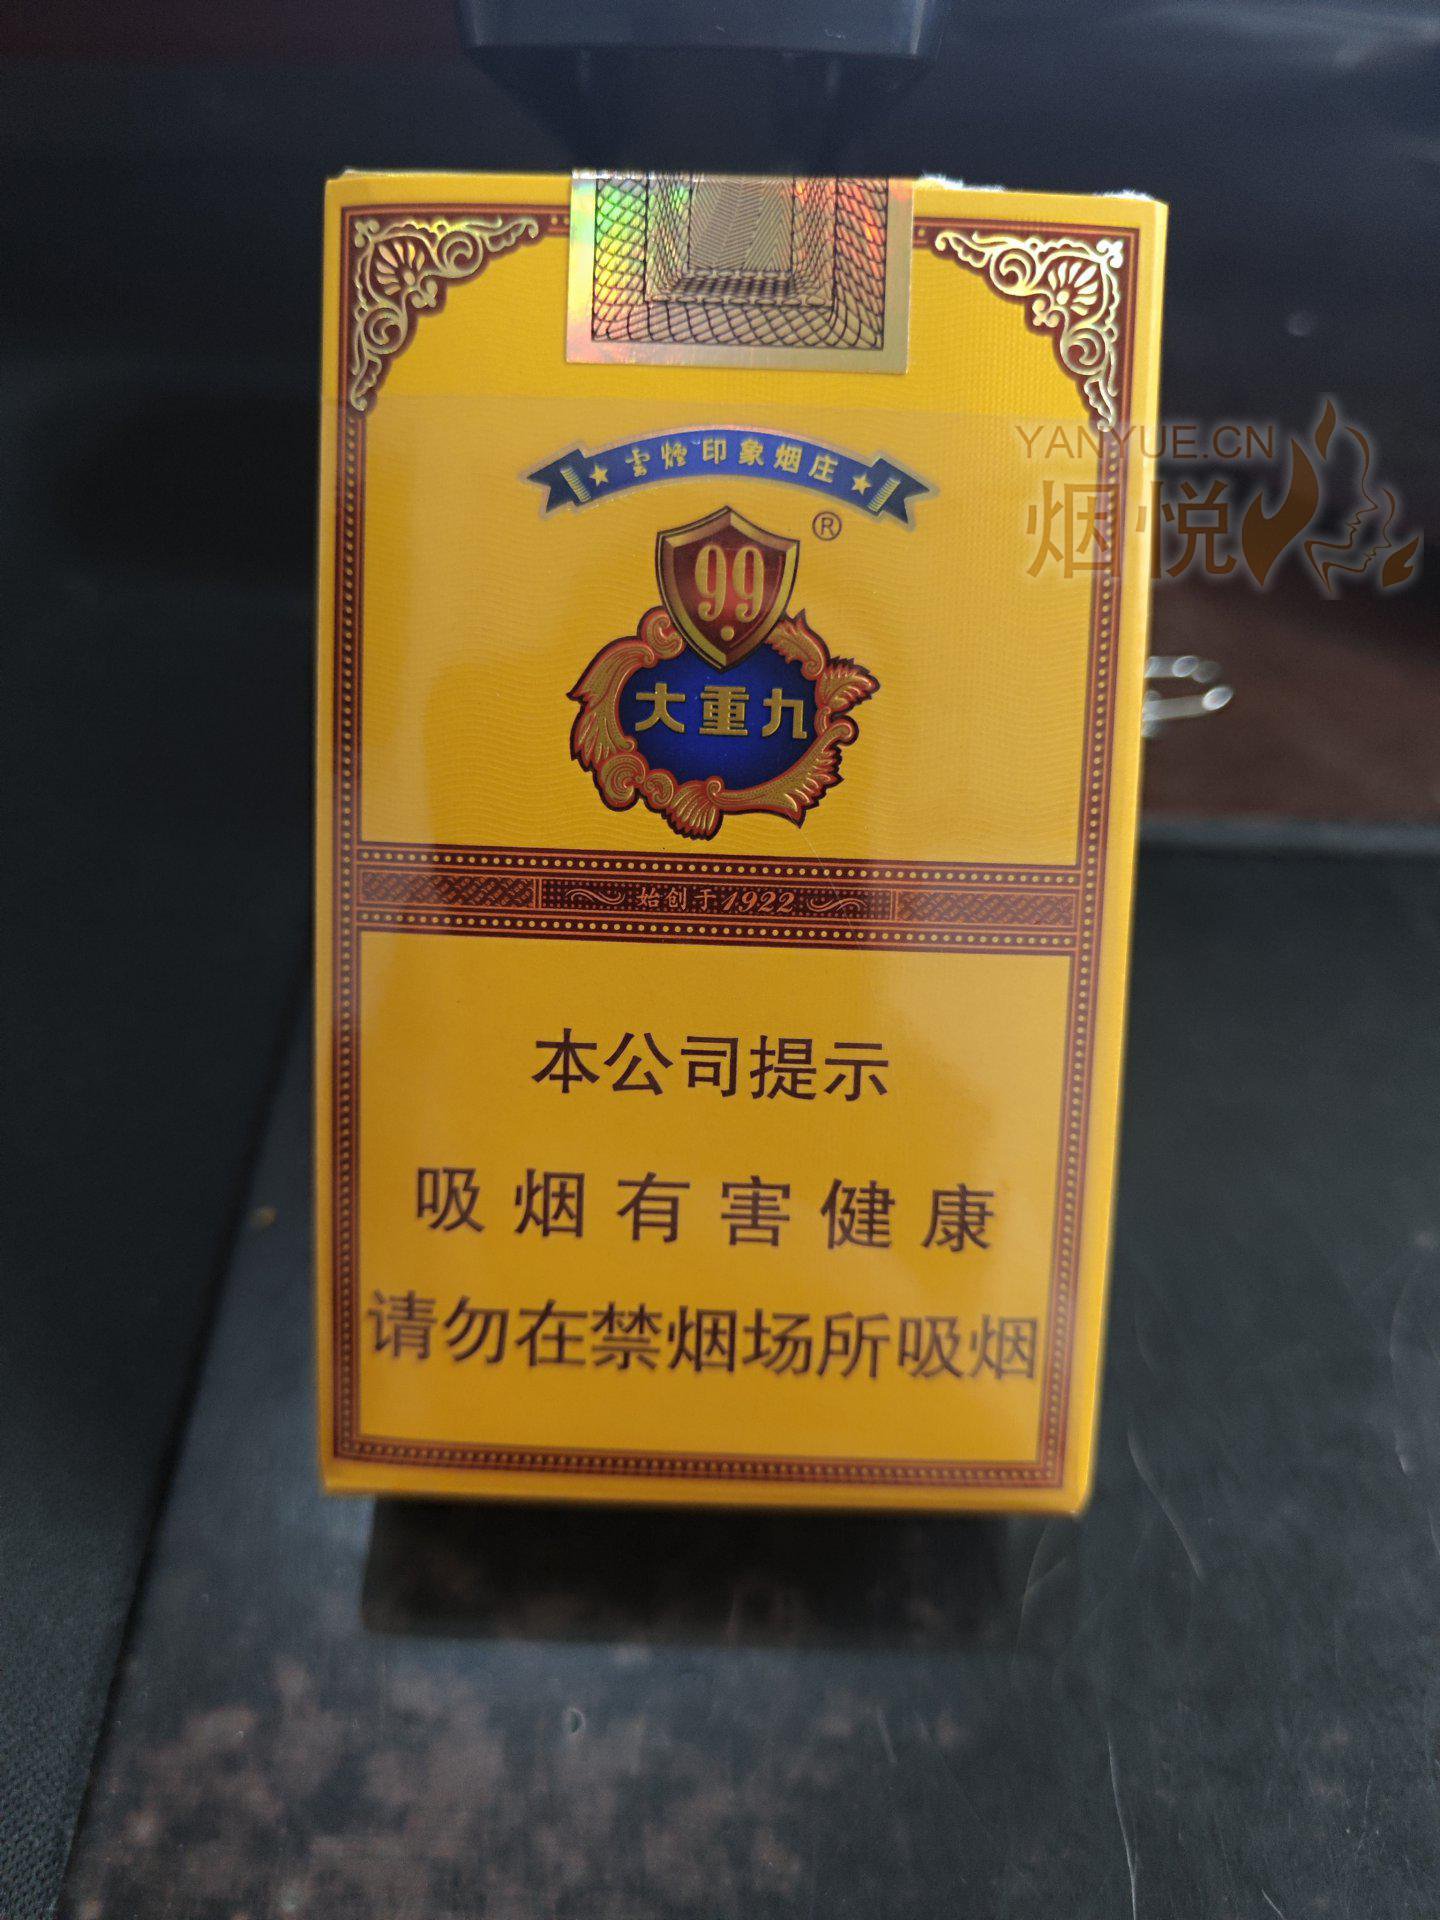 雲煙印象烟庄
®
99
大重九
YANYUE.CN
烟悦
始创于1922
本公司提示
吸烟有害健康
请勿在禁烟场所吸烟